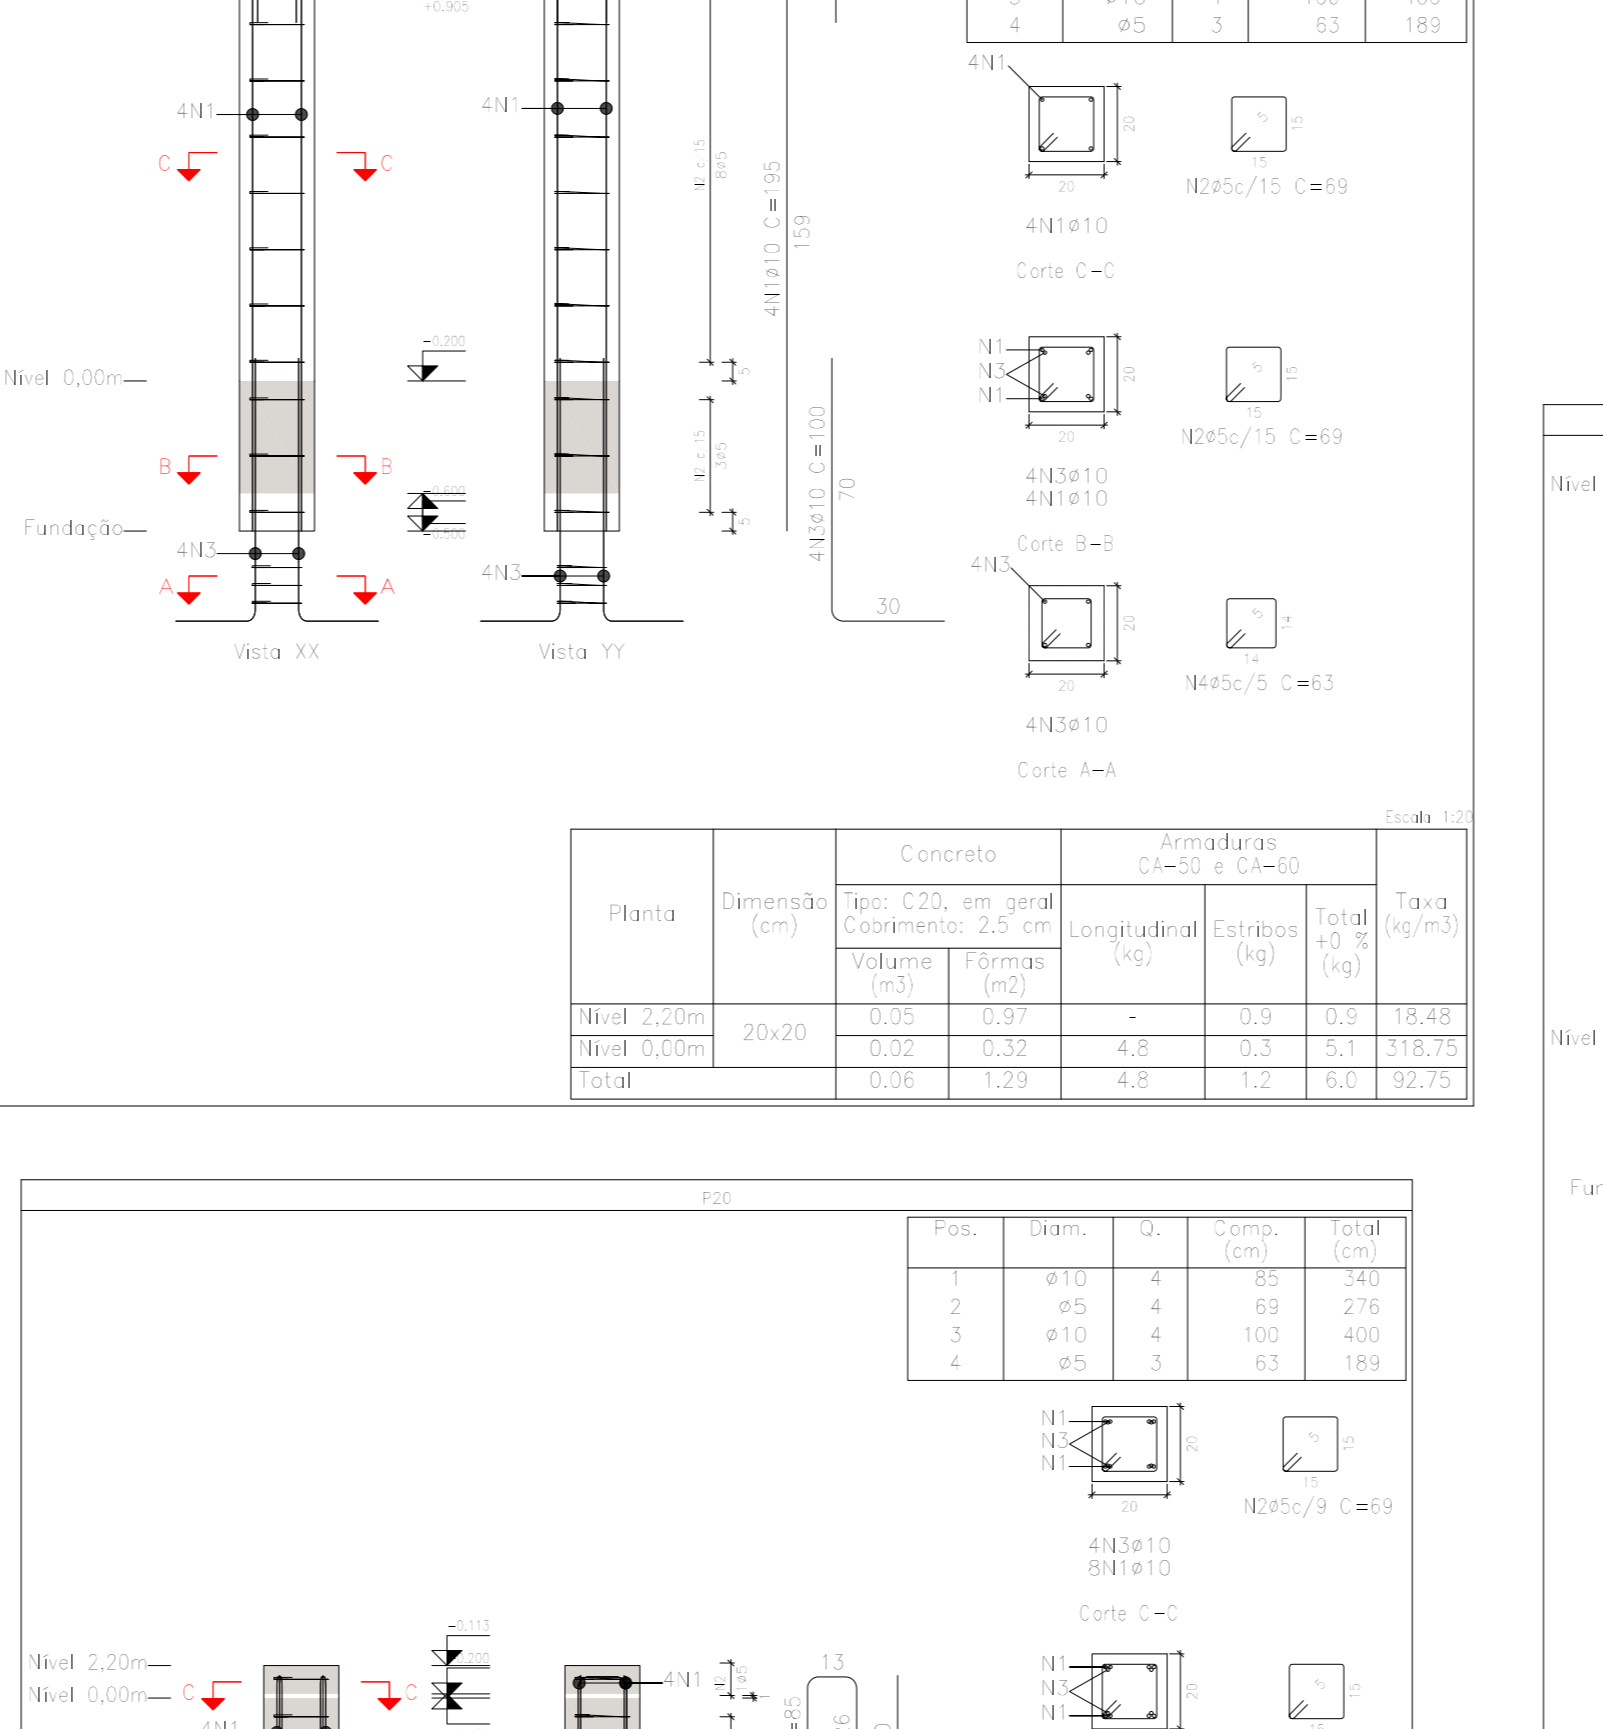 +0.905
4 ø5 3 63 189
4N1
4N1
C C
N2 c 15
8ø5
4N1ø10 C=195
159
4N1
20
20
5
15
15
N2ø5c/15 C=69
4N1ø10
Corte C-C
Nível 0,00m
-0.200
5
N1
N3
N1
20
20
5
15
15
N2ø5c/15 C=69
4N3ø10
4N1ø10
Corte B-B
B B
-0.600
-0.500
N2 c 15
3ø5
5
4N3ø10 C=100
70
30
Fundação
4N3
4N3
A A
Vista XX
Vista YY
4N3
20
20
5
14
14
N4ø5c/5 C=63
4N3ø10
Corte A-A
Escala 1:20
Planta
Dimensão
(cm)
Concreto
Tipo: C20, em geral
Cobrimento: 2.5 cm
Volume
(m3)
Fôrmas
(m2)
Armaduras
CA-50 e CA-60
Longitudinal
(kg)
Estribos
(kg)
Total
+0 %
(kg)
Taxa
(kg/m3)
Nível 2,20m 20x20 0.05 0.97 - 0.9 0.9 18.48
Nível 0,00m 0.02 0.32 4.8 0.3 5.1 318.75
Total 0.06 1.29 4.8 1.2 6.0 92.75
Nível
Nível
P20
Pos. Diam. Q. Comp. (cm) Total (cm)
1 ø10 4 85 340
2 ø5 4 69 276
3 ø10 4 100 400
4 ø5 3 63 189
N1
N3
N1
20
20
5
15
15
N2ø5c/9 C=69
4N3ø10
8N1ø10
Corte C-C
Nível 2,20m
Nível 0,00m
C C
-0.113
-0.200
4N1
N2
1ø5
1
13
N1
N3
N1
20
5
15
15